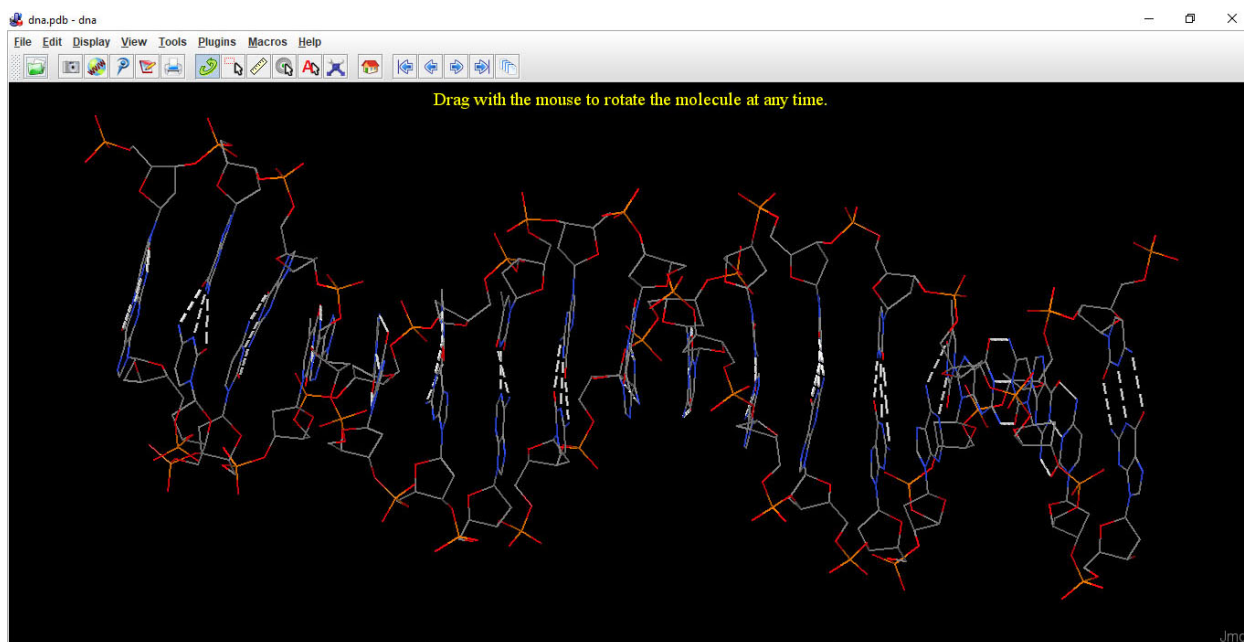 dna.pdb - dna
File Edit Display View Tools Plugins Macros Help
Drag with the mouse to rotate the molecule at any time.
Jmol